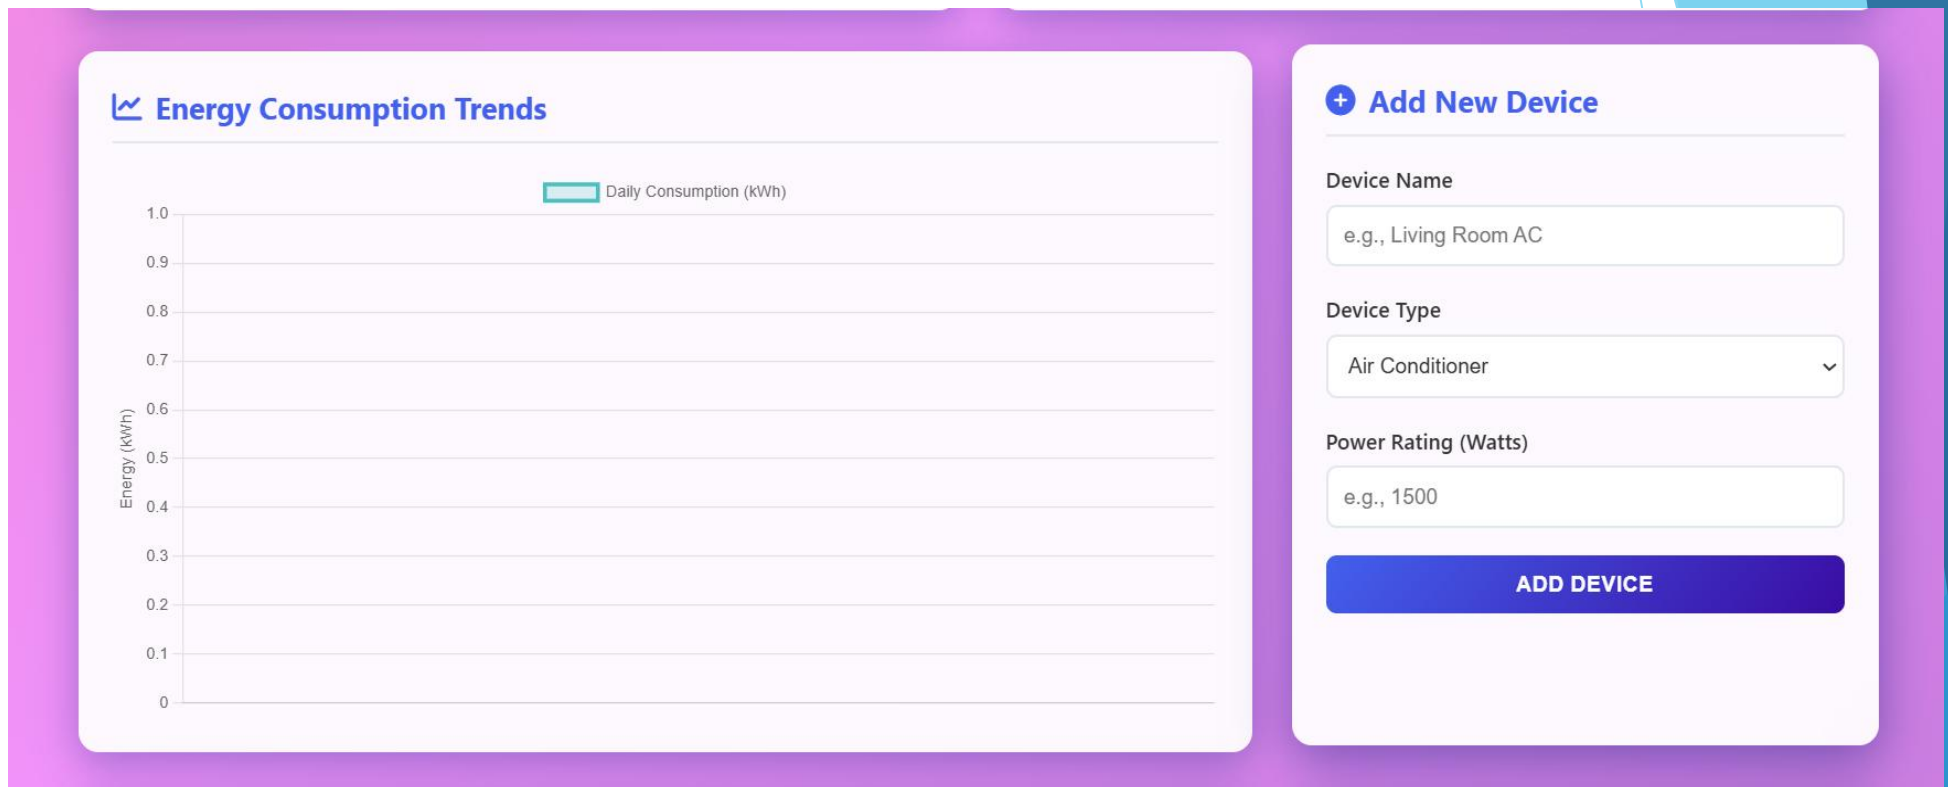 Energy Consumption Trends
Daily Consumption (kWh)
1.0
0.9
0.8
0.7
0.6
0.5
0.4
0.3
0.2
0.1
0
Energy (kWh)
Add New Device
Device Name
e.g., Living Room AC
Device Type
Air Conditioner
Power Rating (Watts)
e.g., 1500
ADD DEVICE